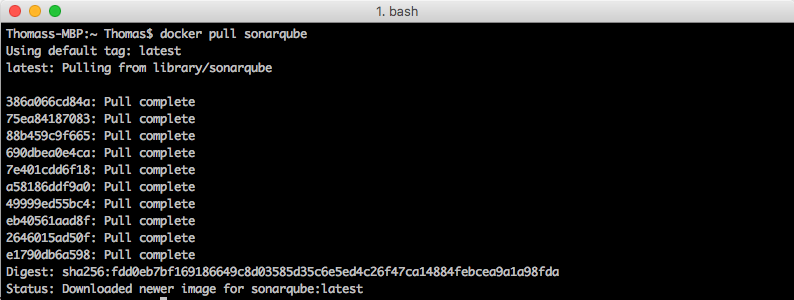 1. bash
Thomass-MBP:~ Thomas$ docker pull sonarqube
Using default tag: latest
latest: Pulling from library/sonarqube
386a066cd84a: Pull complete
75ea84187083: Pull complete
88b459c9f665: Pull complete
690dbea0e4ca: Pull complete
7e401cdd6f18: Pull complete
a58186ddf9a0: Pull complete
49999ed55bc4: Pull complete
eb40561aad8f: Pull complete
2646015ad50f: Pull complete
e1790db6a598: Pull complete
Digest: sha256:fdd0eb7bf169186649c8d03585d35c6e5ed4c26f47ca14884febcea9a1a98fda
Status: Downloaded newer image for sonarqube:latest